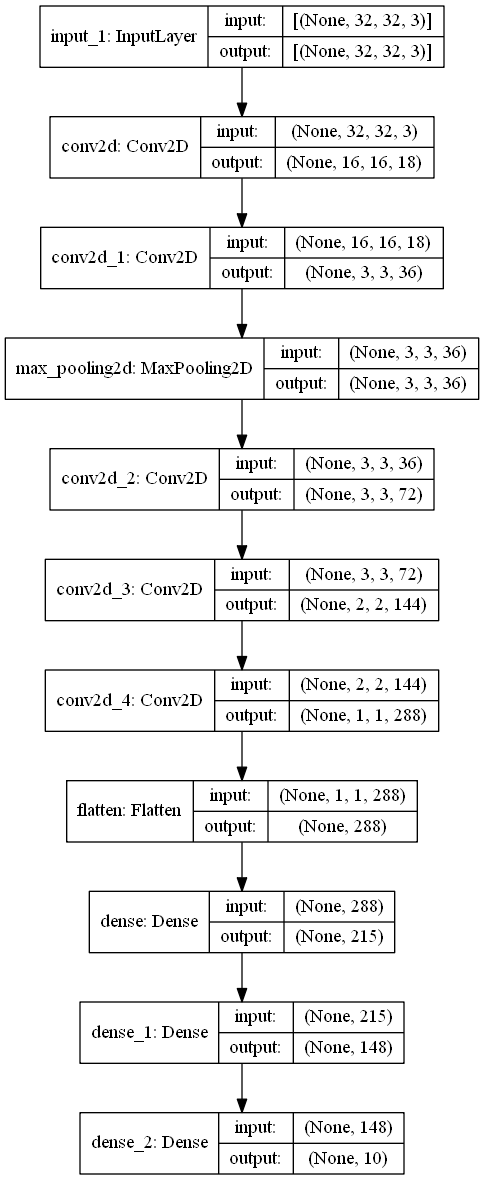 input_1: InputLayer
input: [(None, 32, 32, 3)]
output: [(None, 32, 32, 3)]
conv2d: Conv2D
input: (None, 32, 32, 3)
output: (None, 16, 16, 18)
conv2d_1: Conv2D
input: (None, 16, 16, 18)
output: (None, 3, 3, 36)
max_pooling2d: MaxPooling2D
input: (None, 3, 3, 36)
output: (None, 3, 3, 36)
conv2d_2: Conv2D
input: (None, 3, 3, 36)
output: (None, 3, 3, 72)
conv2d_3: Conv2D
input: (None, 3, 3, 72)
output: (None, 2, 2, 144)
conv2d_4: Conv2D
input: (None, 2, 2, 144)
output: (None, 1, 1, 288)
flatten: Flatten
input: (None, 1, 1, 288)
output: (None, 288)
dense: Dense
input: (None, 288)
output: (None, 215)
dense_1: Dense
input: (None, 215)
output: (None, 148)
dense_2: Dense
input: (None, 148)
output: (None, 10)